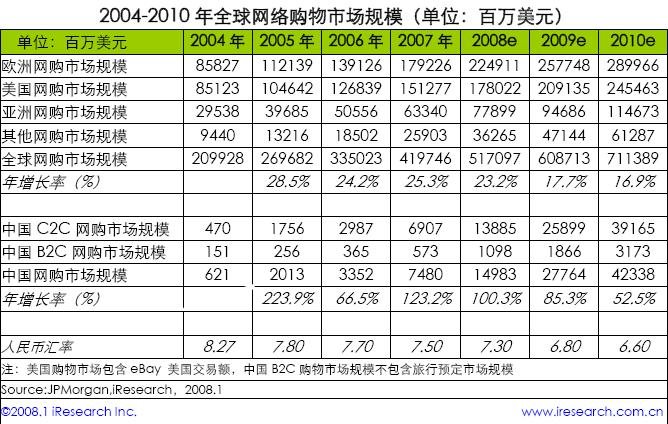 2004-2010 年全球网络购物市场规模（单位：百万美元）
单位：百万美元 2004 年 2005 年 2006 年 2007 年 2008e 2009e 2010e
欧洲网购市场规模 85827 112139 139126 179226 224911 257748 289966
美国网购市场规模 85123 104642 126839 151277 178022 209135 245463
亚洲网购市场规模 29538 39685 50556 63340 77899 94686 114673
其他网购市场规模 9440 13216 18502 25903 36265 47144 61287
全球网购市场规模 209928 269682 335023 419746 517097 608713 711389
年增长率（%） 28.5% 24.2% 25.3% 23.2% 17.7% 16.9%
中国 C2C 网购市场规模 470 1756 2987 6907 13885 25899 39165
中国 B2C 网购市场规模 151 256 365 573 1098 1866 3173
中国网购市场规模 621 2013 3352 7480 14983 27764 42338
年增长率（%） 223.9% 66.5% 123.2% 100.3% 85.3% 52.5%
人民币汇率 8.27 7.80 7.70 7.50 7.30 6.80 6.60
注：美国购物市场包含 eBay 美国交易额，中国 B2C 购物市场规模不包含旅行预定市场规模
Source:JPMorgan,iResearch，2008.1
©2008.1 iResearch Inc. www.iresearch.com.cn